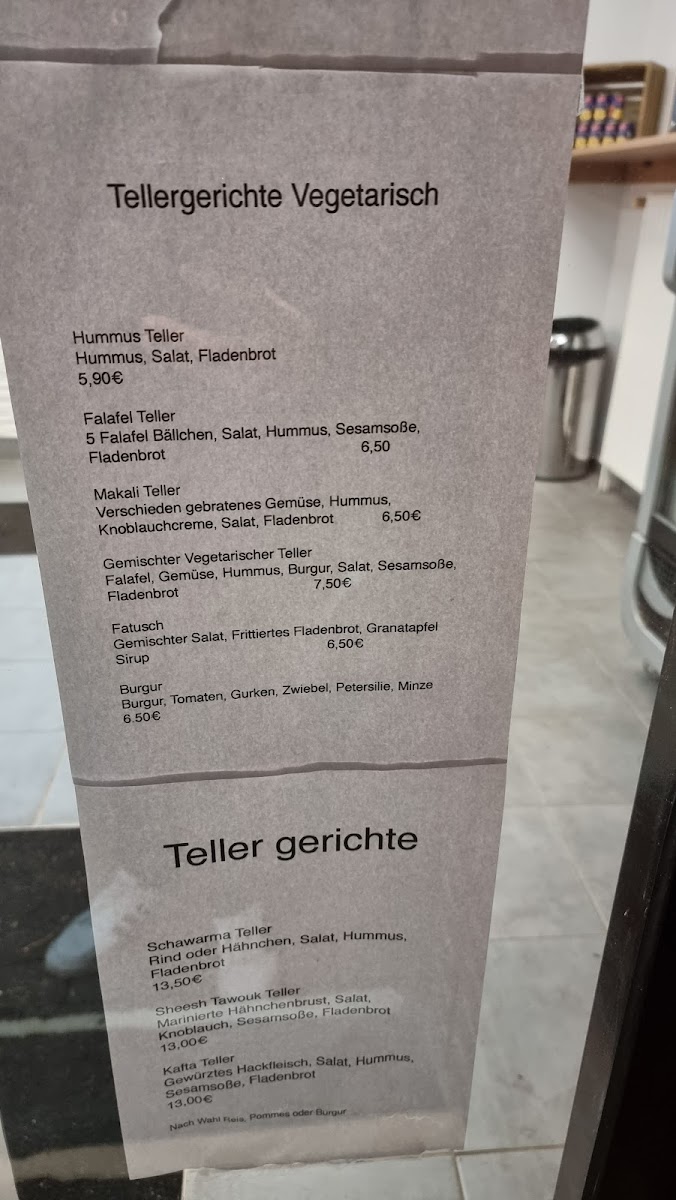 Tellergerichte Vegetarisch
Hummus Teller
Hummus, Salat, Fladenbrot
5,90€
Falafel Teller
5 Falafel Bällchen, Salat, Hummus, Sesamsoße,
Fladenbrot 6,50
Makali Teller
Verschieden gebratenes Gemüse, Hummus,
Knoblauchcreme, Salat, Fladenbrot 6,50€
Gemischter Vegetarischer Teller
Falafel, Gemüse, Hummus, Burgur, Salat, Sesamsoße,
Fladenbrot 7,50€
Fatusch
Gemischter Salat, Frittiertes Fladenbrot, Granatapfel
Sirup 6,50€
Burgur
Burgur, Tomaten, Gurken, Zwiebel, Petersilie, Minze
6.50€
Teller gerichte
Schawarma Teller
Rind oder Hähnchen, Salat, Hummus,
Fladenbrot
13,50€
Sheesh Tawouk Teller
Marinierte Hähnchenbrust, Salat,
Knoblauch, Sesamsoße, Fladenbrot
13,00€
Kafta Teller
Gewürztes Hackfleisch, Salat, Hummus,
Sesamsoße, Fladenbrot
13,00€
Nach Wahl Reis, Pommes oder Burgur